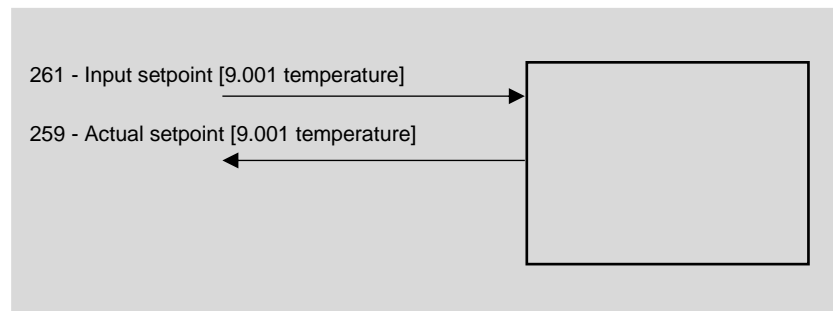 261 - Input setpoint [9.001 temperature]
259 - Actual setpoint [9.001 temperature]